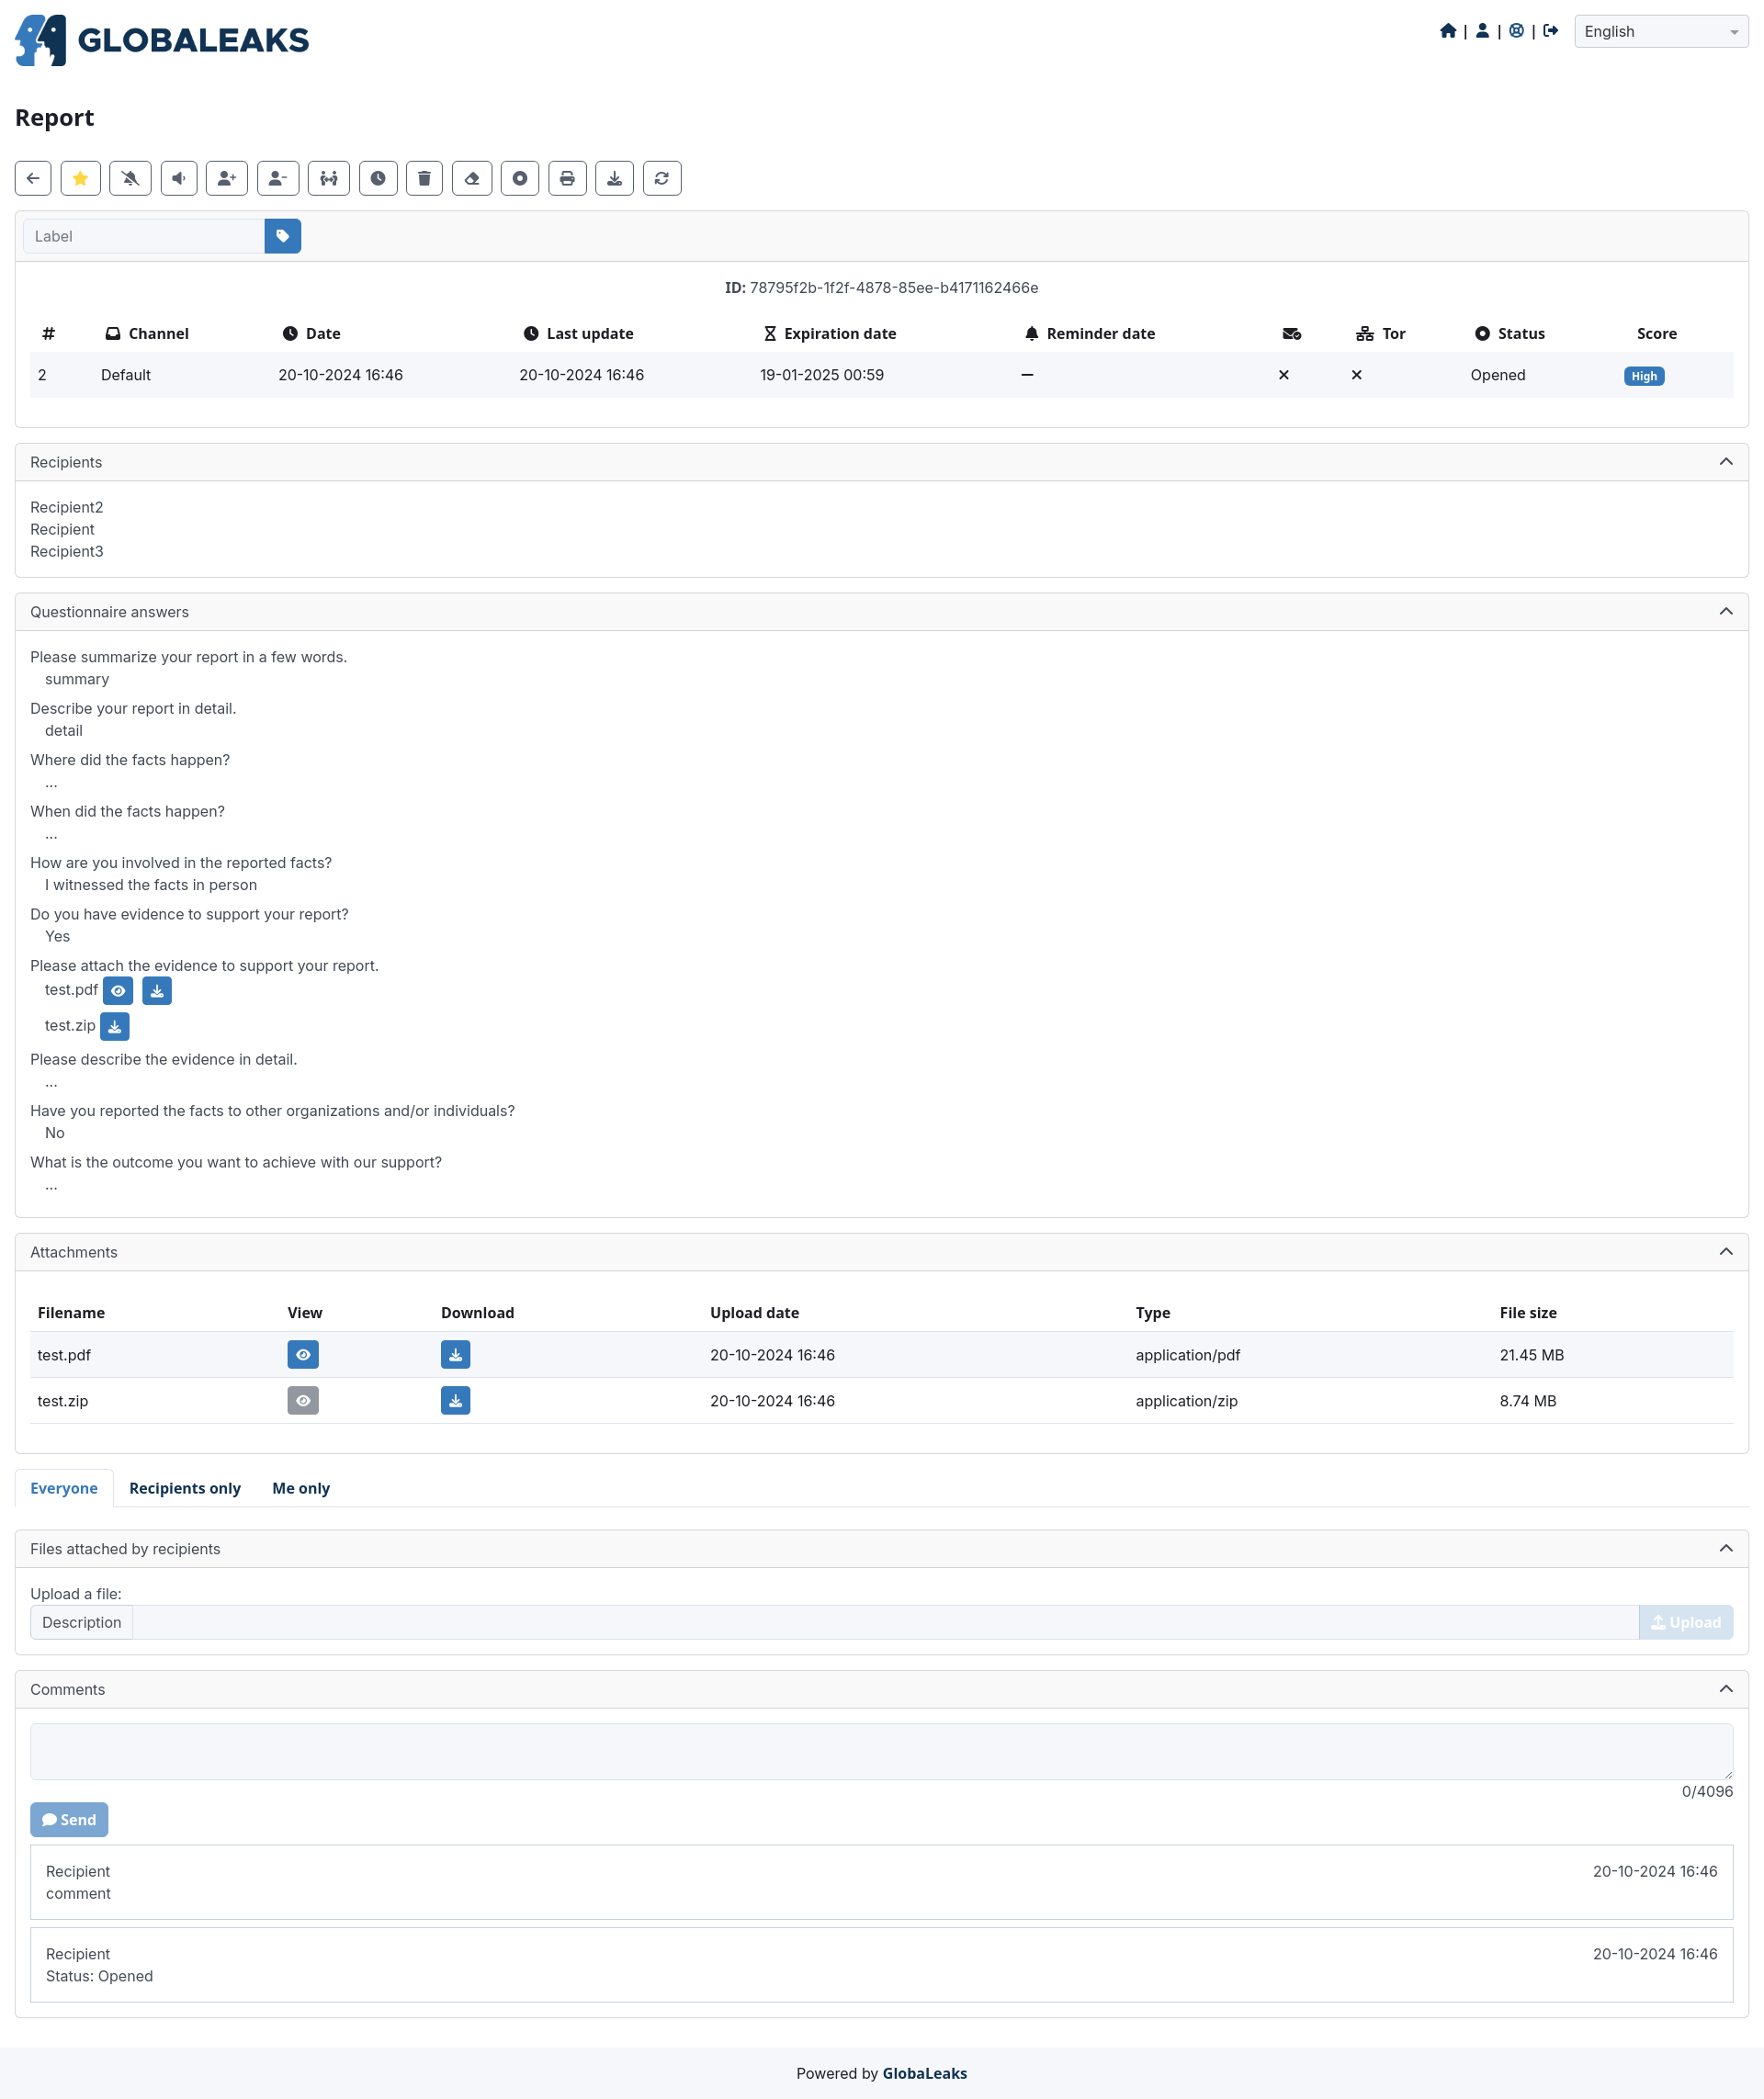 GLOBALEAKS
| | | English
Report
Label
ID: 78795f2b-1f2f-4878-85ee-b4171162466e
# Channel Date Last update Expiration date Reminder date Tor Status Score
2 Default 20-10-2024 16:46 20-10-2024 16:46 19-01-2025 00:59 Opened High
Recipients
Recipient2
Recipient
Recipient3
Questionnaire answers
Please summarize your report in a few words.
summary
Describe your report in detail.
detail
Where did the facts happen?
...
When did the facts happen?
...
How are you involved in the reported facts?
I witnessed the facts in person
Do you have evidence to support your report?
Yes
Please attach the evidence to support your report.
test.pdf
test.zip
Please describe the evidence in detail.
...
Have you reported the facts to other organizations and/or individuals?
No
What is the outcome you want to achieve with our support?
...
Attachments
Filename View Download Upload date Type File size
test.pdf 20-10-2024 16:46 application/pdf 21.45 MB
test.zip 20-10-2024 16:46 application/zip 8.74 MB
Everyone Recipients only Me only
Files attached by recipients
Upload a file:
Description Upload
Comments
0/4096
Send
Recipient 20-10-2024 16:46
comment
Recipient 20-10-2024 16:46
Status: Opened
Powered by GlobaLeaks